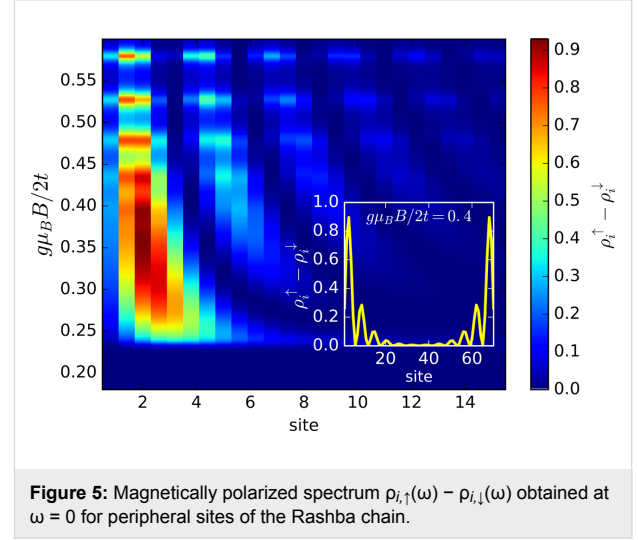 0.55
0.50
0.45
0.40
0.35
0.30
0.25
0.20
gμ_BB/2t
2 4 6 8 10 12 14
site
gμ_BB/2t=0.4
1.0
0.8
0.6
0.4
0.2
0.0
ρ_i^↑ − ρ_i^↓
20 40 60
site
0.9
0.8
0.7
0.6
0.5
0.4
0.3
0.2
0.1
0.0
ρ_i^↑ − ρ_i^↓
Figure 5: Magnetically polarized spectrum ρ_{i,↑}(ω) − ρ_{i,↓}(ω) obtained at
ω = 0 for peripheral sites of the Rashba chain.